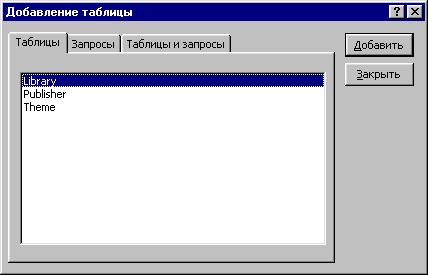 Добавление таблицы
Таблицы Запросы Таблицы и запросы
Добавить
Закрыть
Library
Publisher
Theme